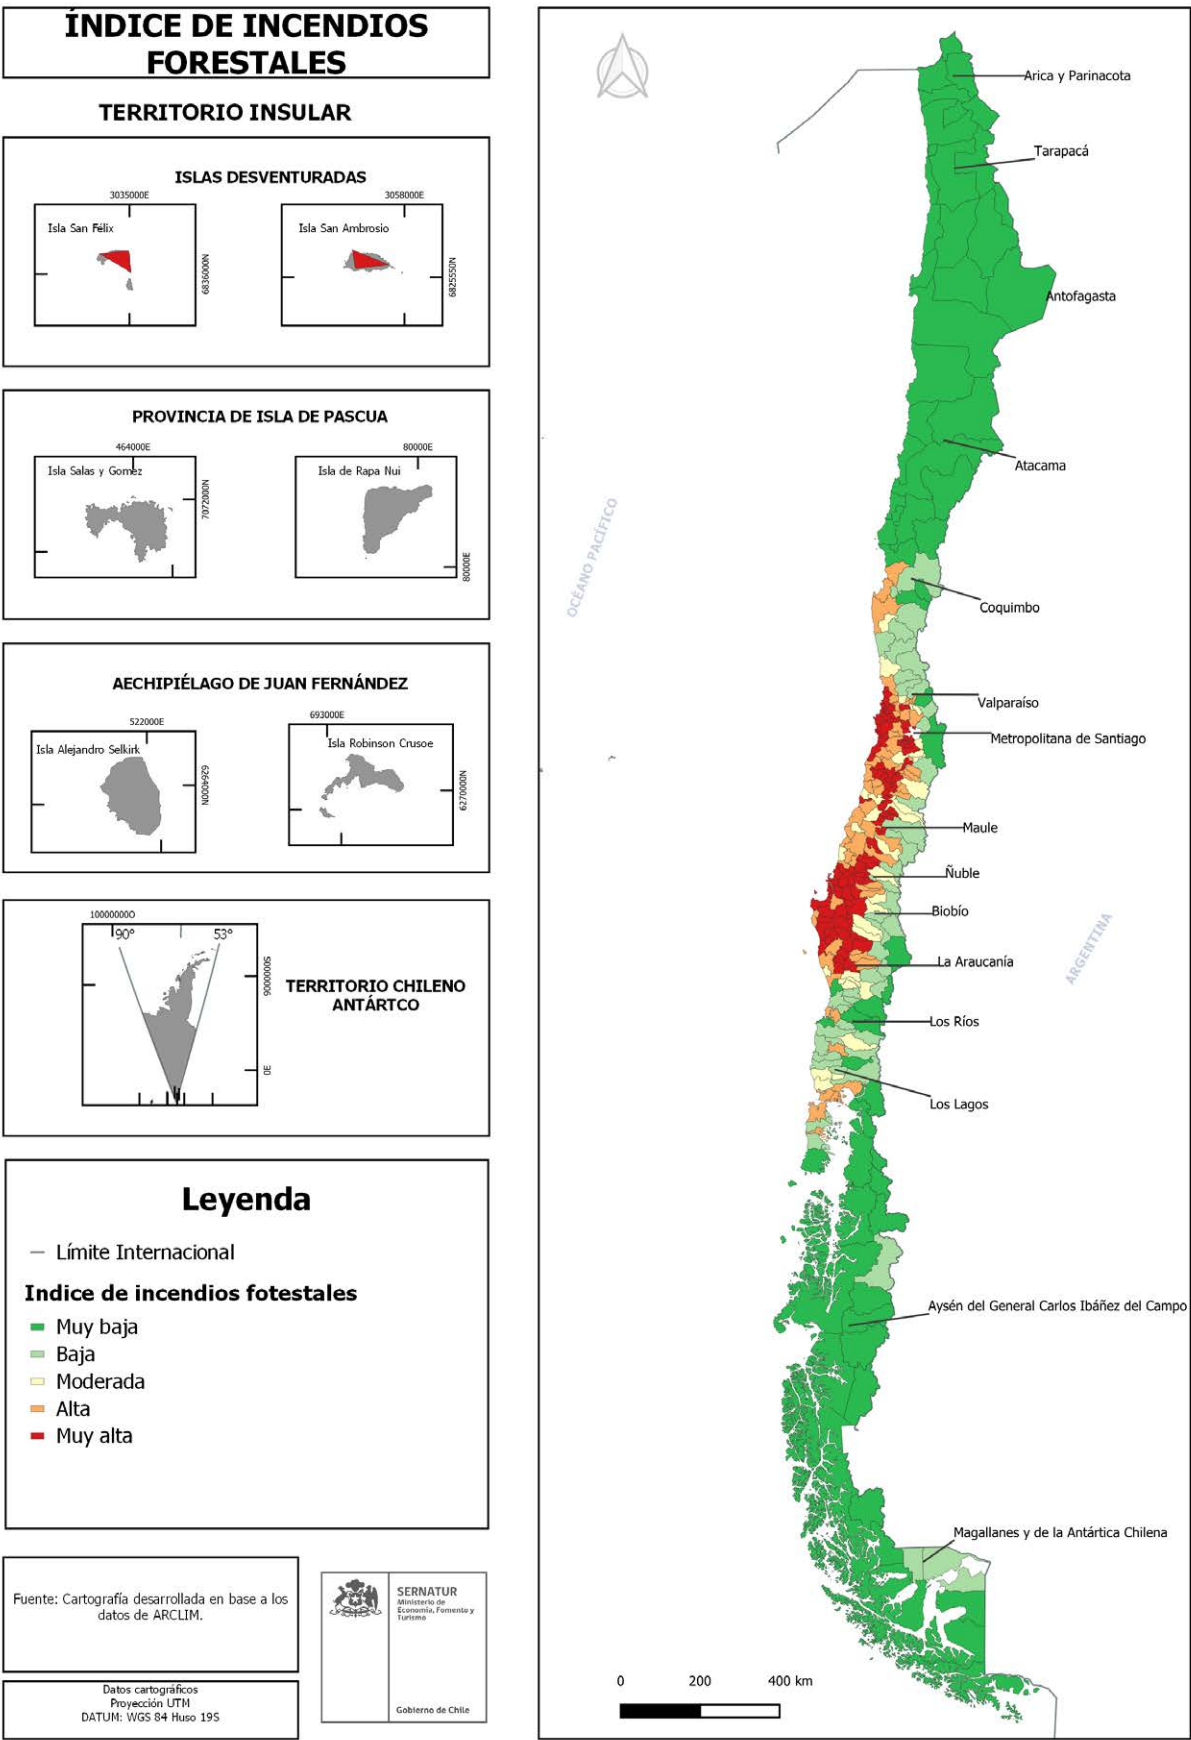 ÍNDICE DE INCENDIOS
FORESTALES
TERRITORIO INSULAR
ISLAS DESVENTURADAS
3035000E
Isla San Félix
6836000N
3058000E
Isla San Ambrosio
6825550N
PROVINCIA DE ISLA DE PASCUA
464000E
Isla Salas y Gomez
7072000N
80000E
Isla de Rapa Nui
80000E
AECHIPIÉLAGO DE JUAN FERNÁNDEZ
522000E
Isla Alejandro Selkirk
6264000N
693000E
Isla Robinson Crusoe
6270000N
10000000O
90°
53°
0E
TERRITORIO CHILENO
ANTÁRTCO
Leyenda
Límite Internacional
Indice de incendios fotestales
Muy baja
Baja
Moderada
Alta
Muy alta
Fuente: Cartografía desarrollada en base a los
datos de ARCLIM.
Datos cartográficos
Proyección UTM
DATUM: WGS 84 Huso 19S
SERNATUR
Ministerio de
Economía, Fomento y
Turismo
Gobierno de Chile
Arica y Parinacota
Tarapacá
Antofagasta
Atacama
OCÉANO PACÍFICO
Coquimbo
Valparaíso
Metropolitana de Santiago
Maule
Ñuble
Biobío
ARGENTINA
La Araucanía
Los Ríos
Los Lagos
Aysén del General Carlos Ibáñez del Campo
Magallanes y de la Antártica Chilena
0 200 400 km